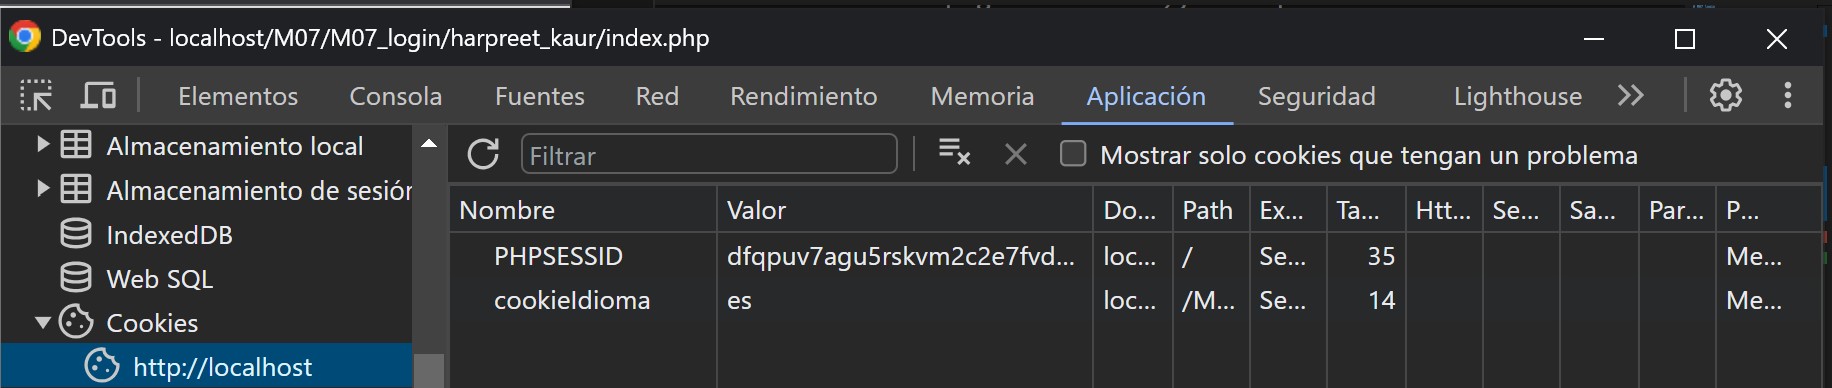 DevTools - localhost/M07/M07_login/harpreet_kaur/index.php
Elementos Consola Fuentes Red Rendimiento Memoria Aplicación Seguridad Lighthouse
Almacenamiento local
Almacenamiento de sesión
IndexedDB
Web SQL
Cookies
http://localhost
Filtrar Mostrar solo cookies que tengan un problema
Nombre Valor Do... Path Ex... Ta... Htt... Se... Sa... Par... P...
PHPSESSID dfqpuv7agu5rskvm2c2e7fvd... loc... / Se... 35 Me...
cookieIdioma es loc... /M... Se... 14 Me...